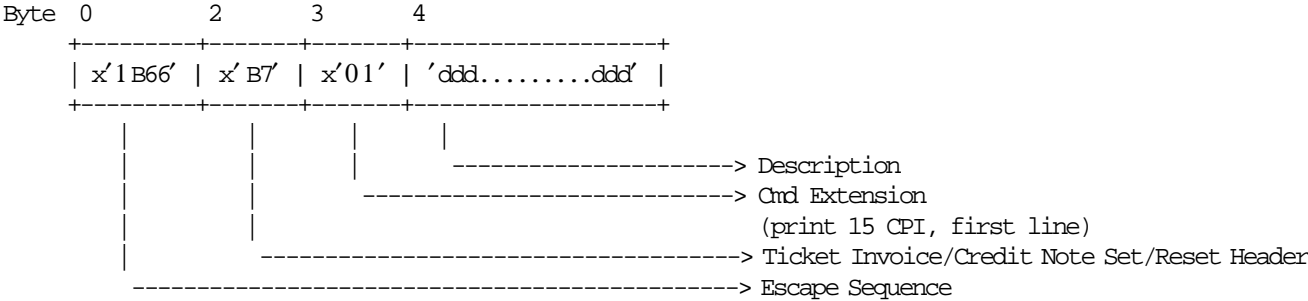 Byte 0 2 3 4
+---------+-------+-------+-------------------+
| x'1B66' | x'B7' | x'01' | 'ddd.........ddd' |
+---------+-------+-------+-------------------+
| | | |
| | | ----------------------> Description
| | -----------------------------> Cmd Extension
| | (print 15 CPI, first line)
| --------------------------------------> Ticket Invoice/Credit Note Set/Reset Header
------------------------------------------------> Escape Sequence